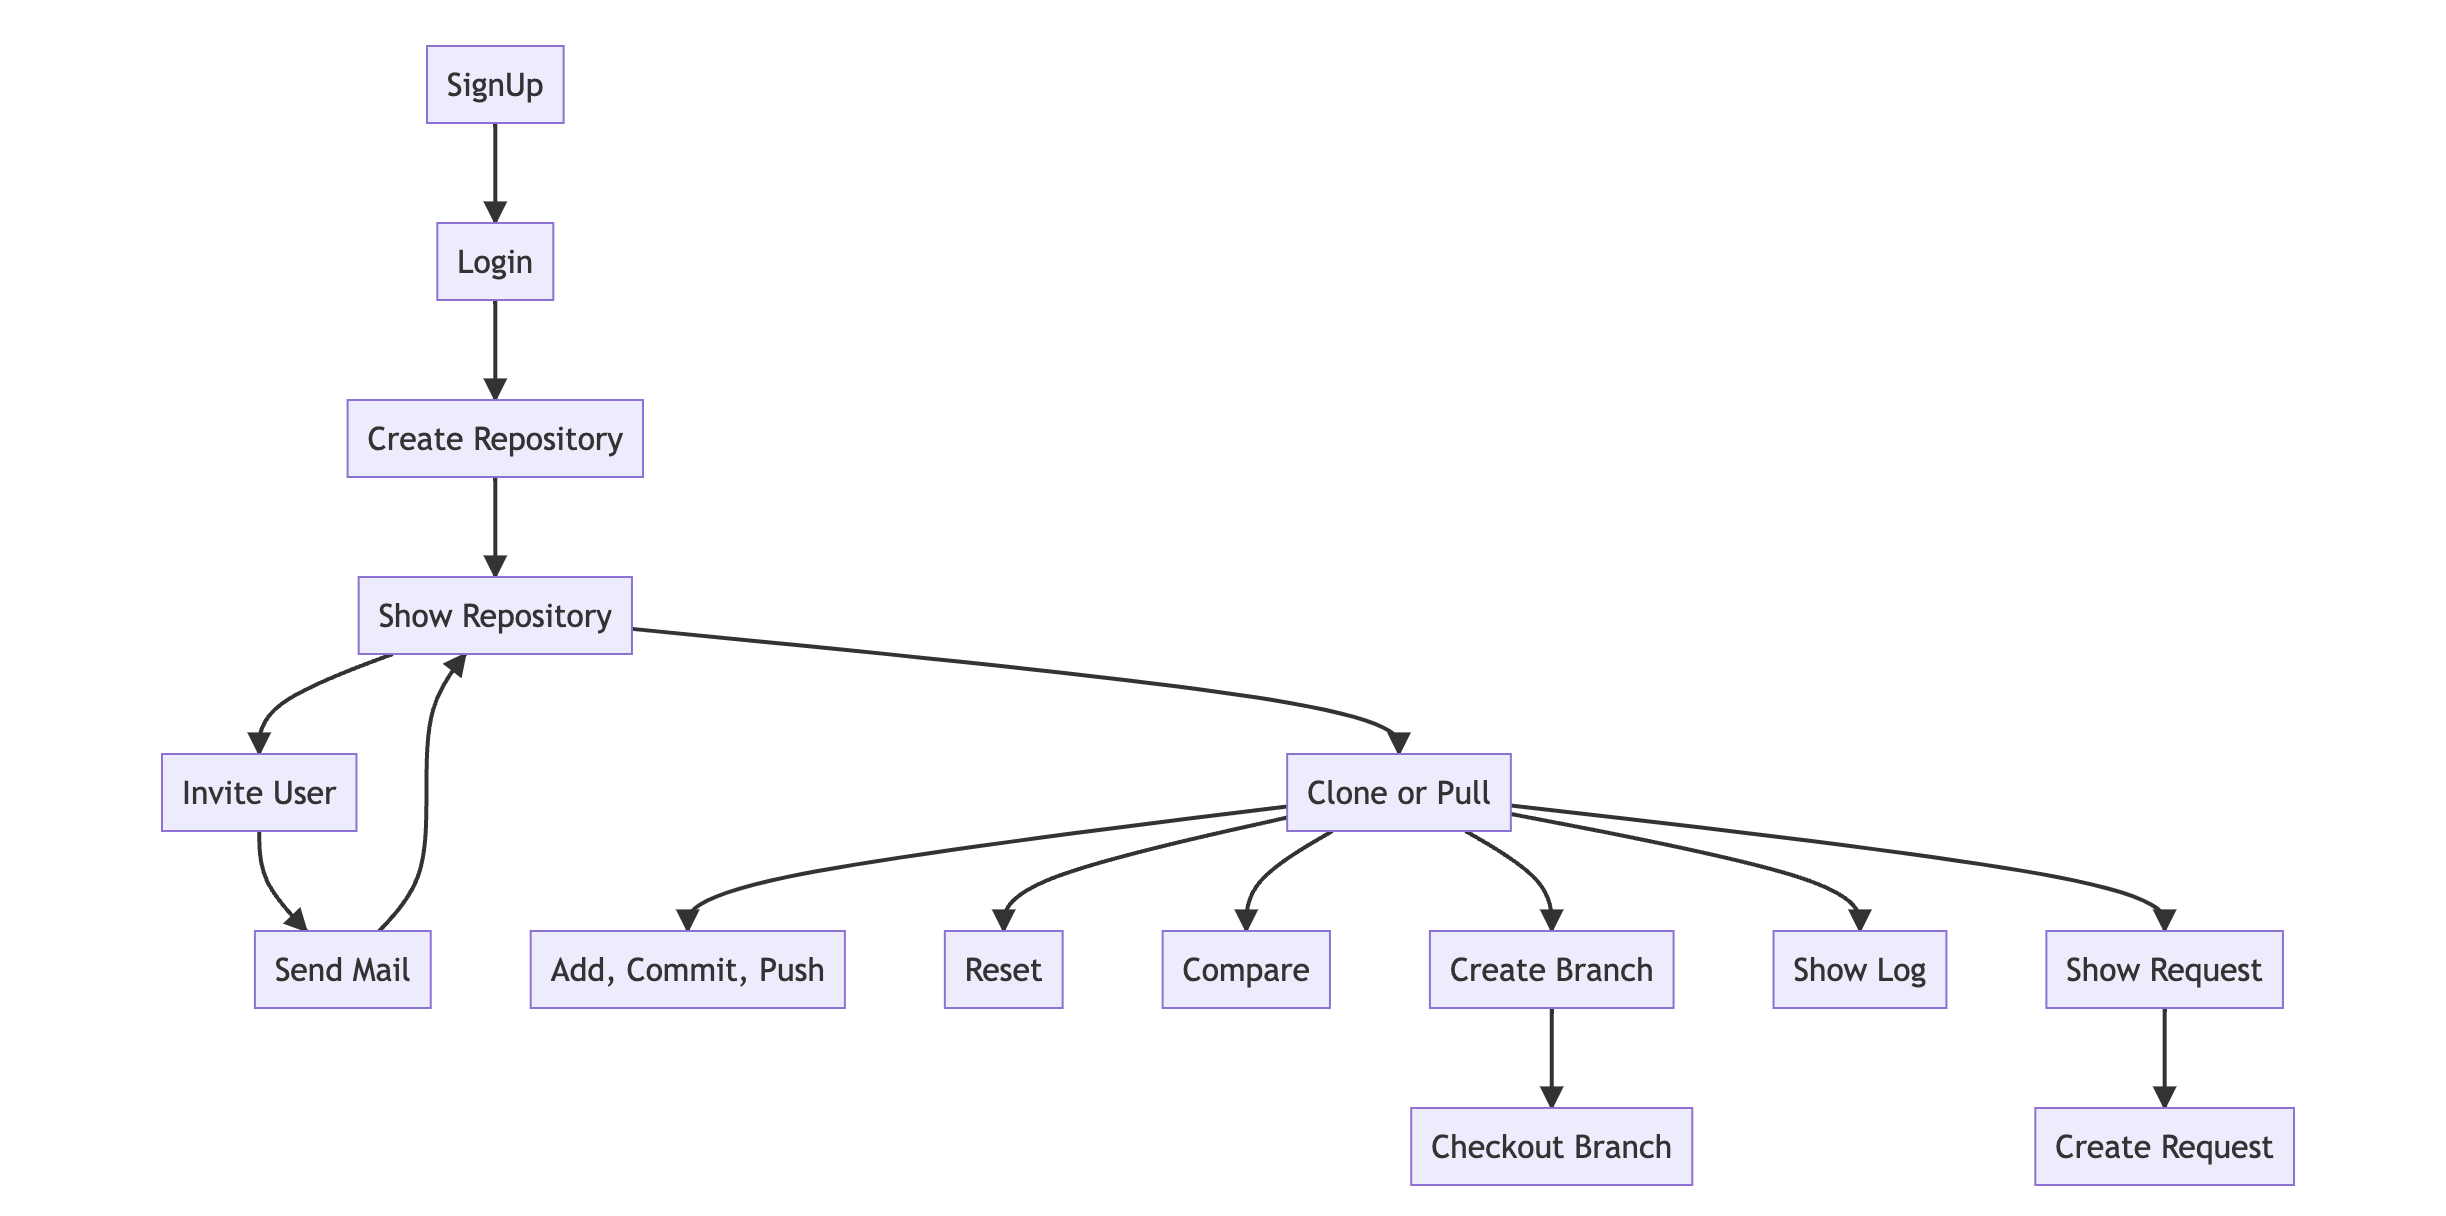 SignUp
Login
Create Repository
Show Repository
Invite User
Clone or Pull
Send Mail
Add, Commit, Push
Reset
Compare
Create Branch
Show Log
Show Request
Checkout Branch
Create Request